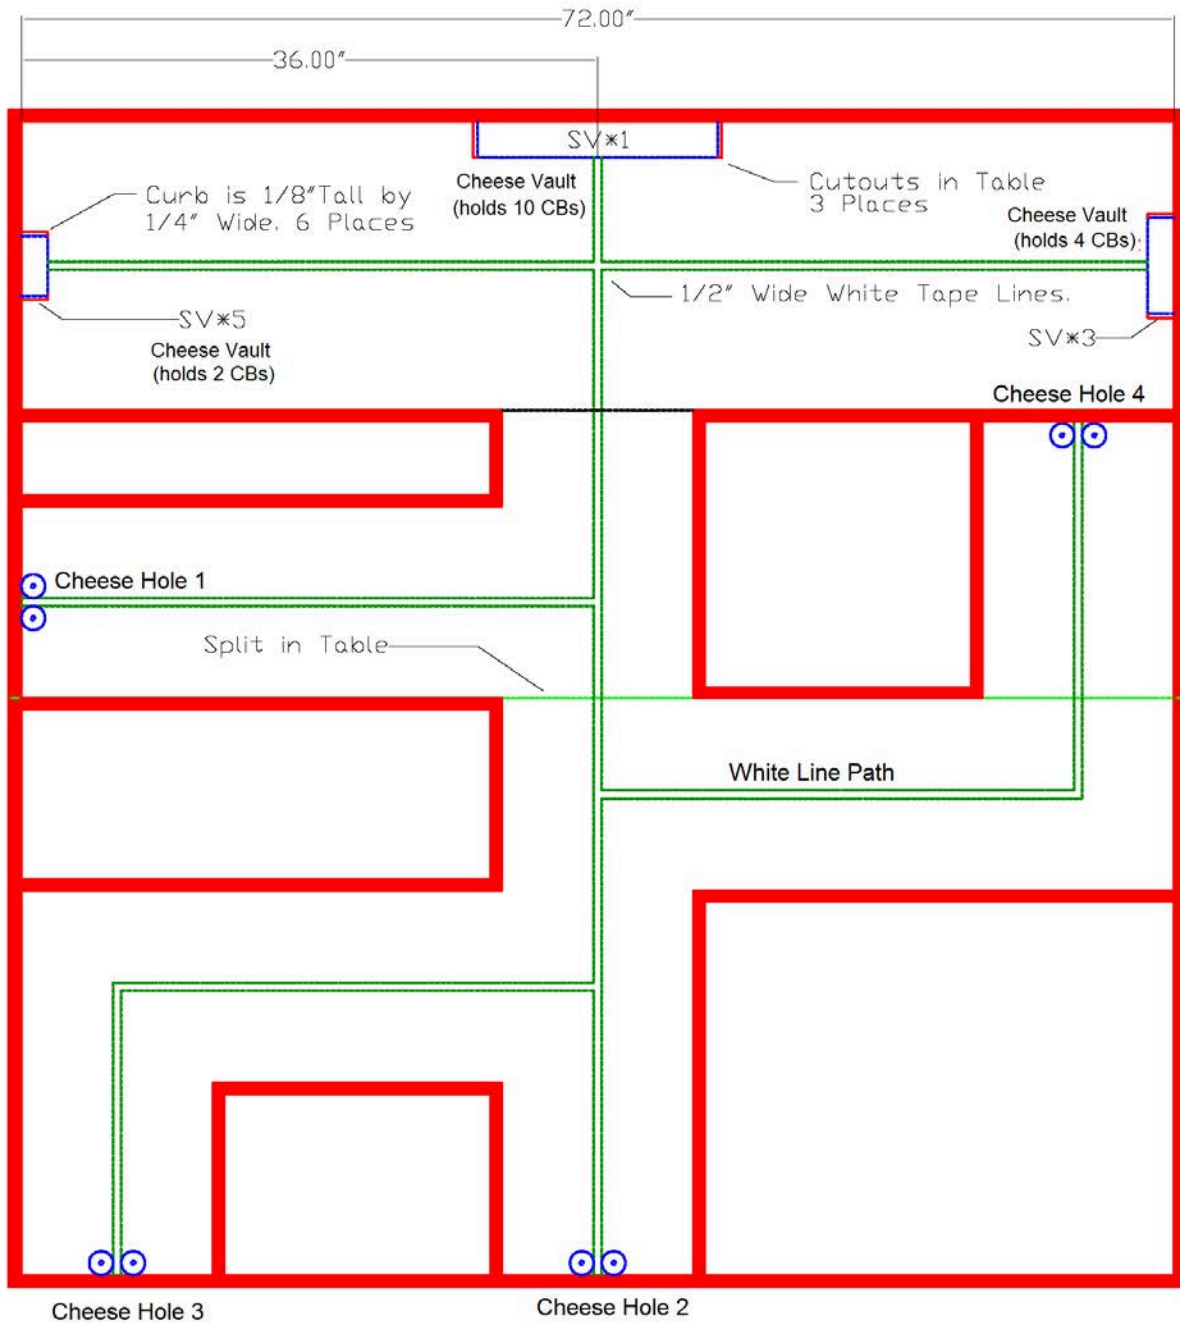 72.00"
36.00"
SV*1
Cheese Vault
(holds 10 CBs)
Curb is 1/8"Tall by
1/4" Wide. 6 Places
Cutouts in Table
3 Places
Cheese Vault
(holds 4 CBs)
1/2" Wide White Tape Lines.
SV*5
SV*3
Cheese Vault
(holds 2 CBs)
Cheese Hole 4
Cheese Hole 1
Split in Table
White Line Path
Cheese Hole 3
Cheese Hole 2